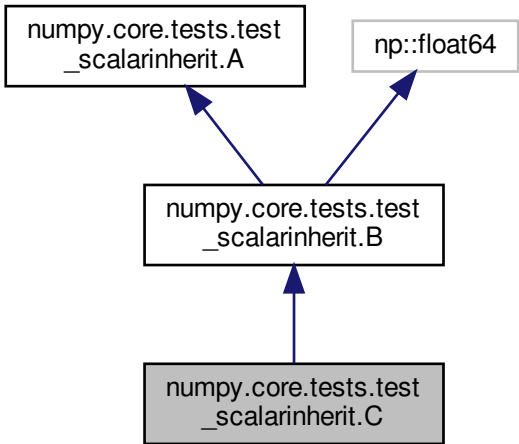 numpy.core.tests.test
_scalarinherit.A
np::float64
numpy.core.tests.test
_scalarinherit.B
numpy.core.tests.test
_scalarinherit.C